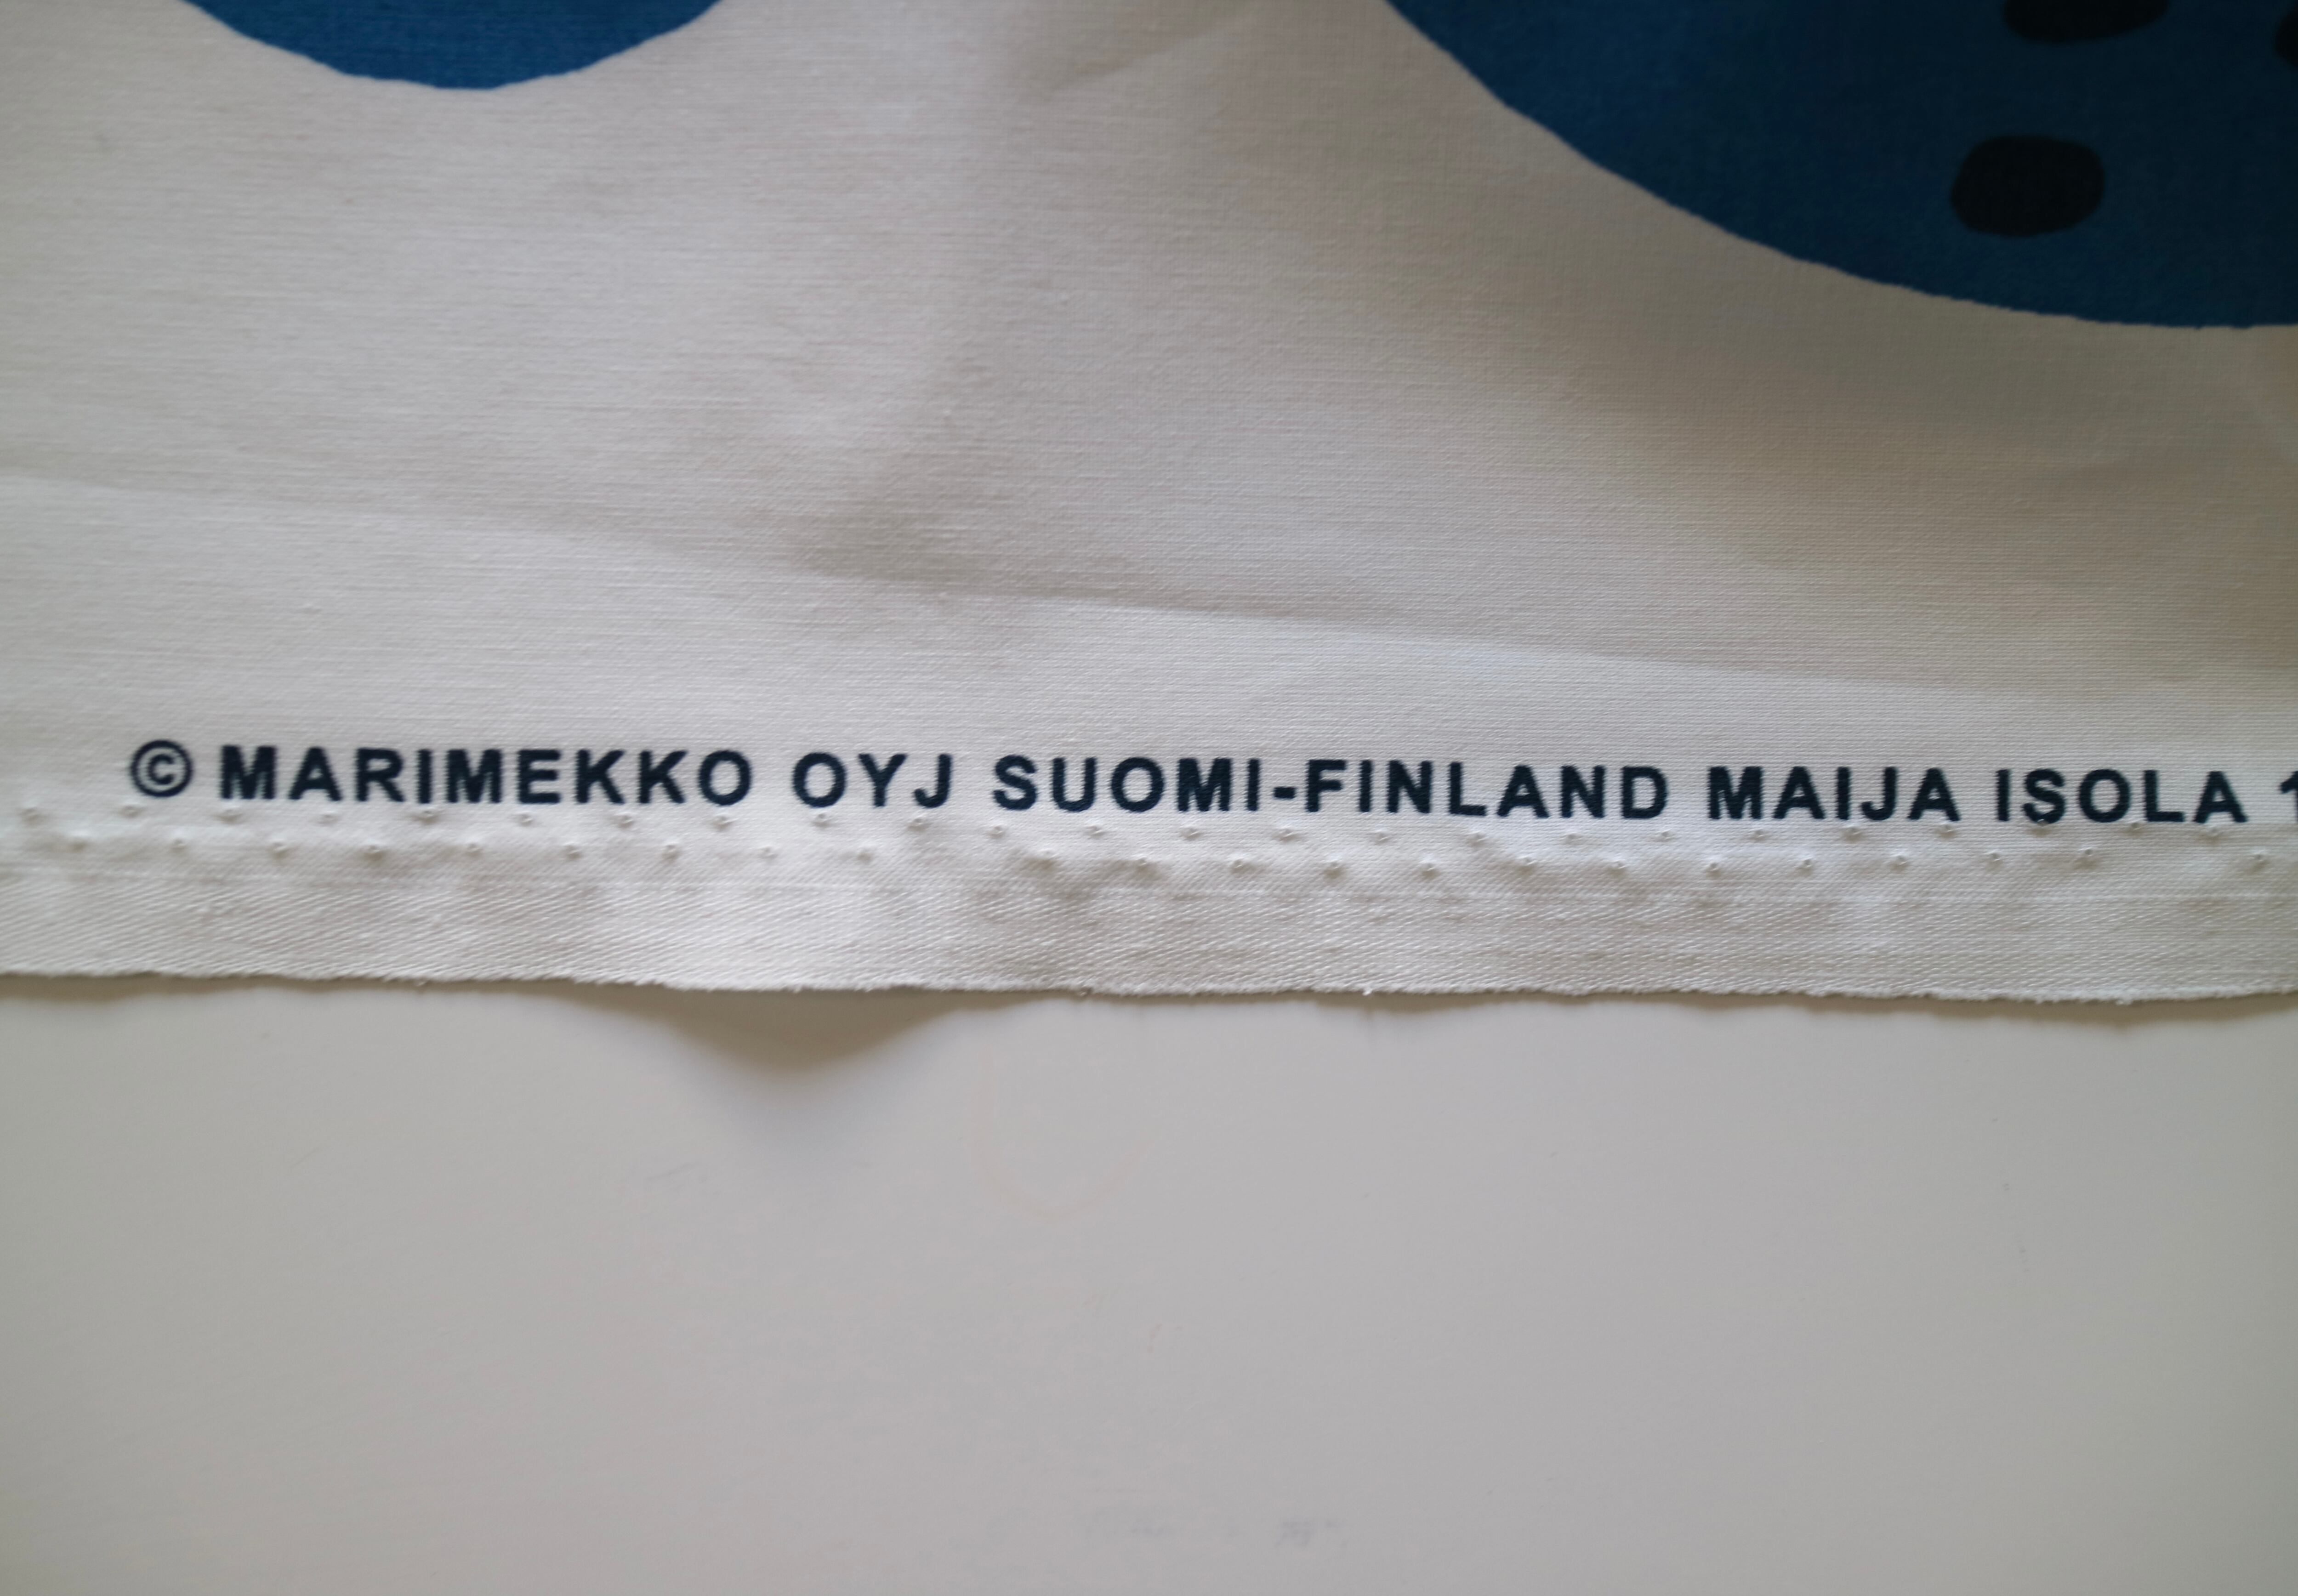 © MARIMEKKO OYJ SUOMI-FINLAND MAIJA ISOLA